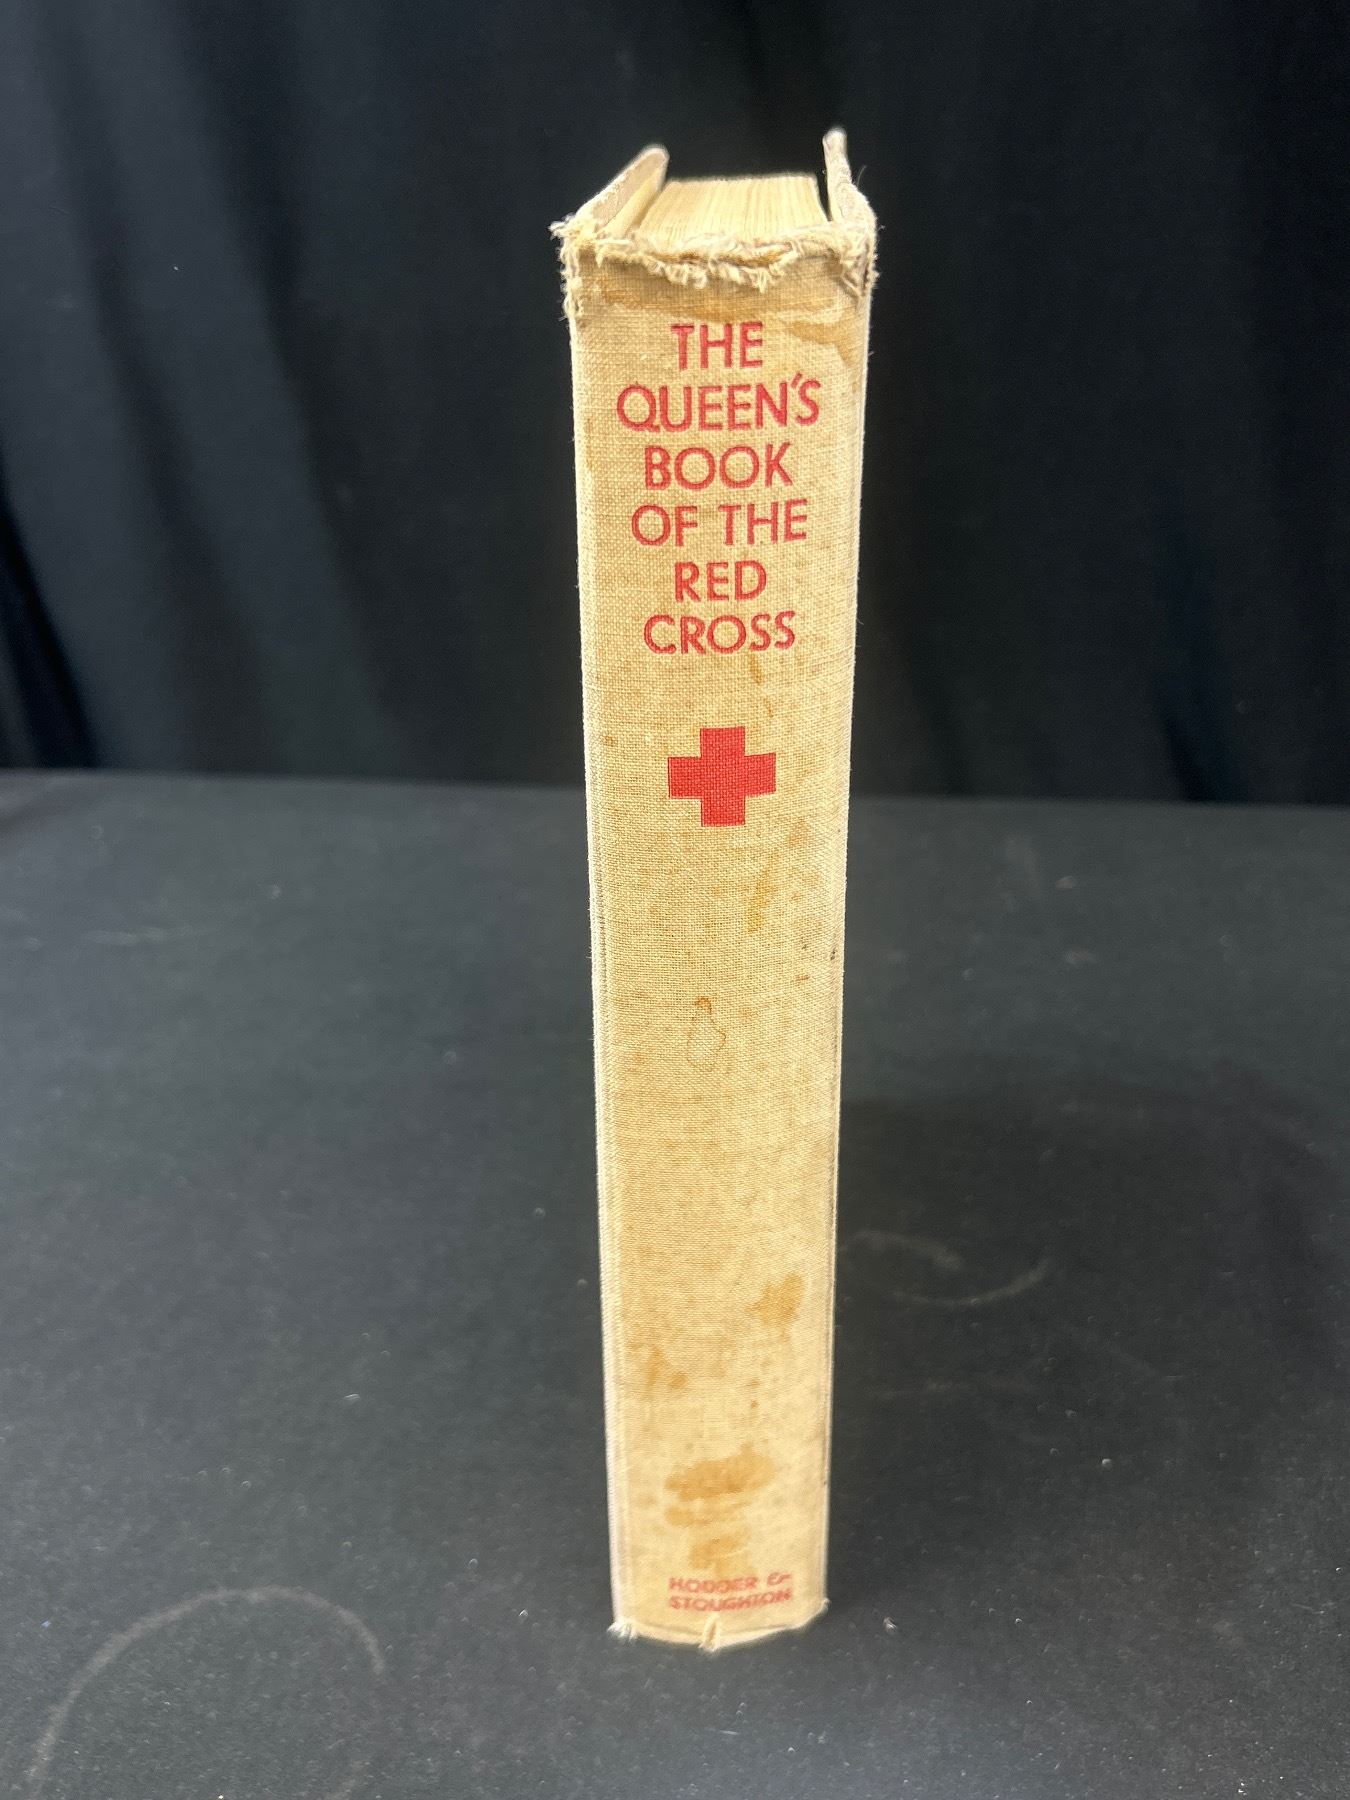 THE
QUEEN'S
BOOK
OF THE
RED
CROSS
HODDER &
STOUGHTON